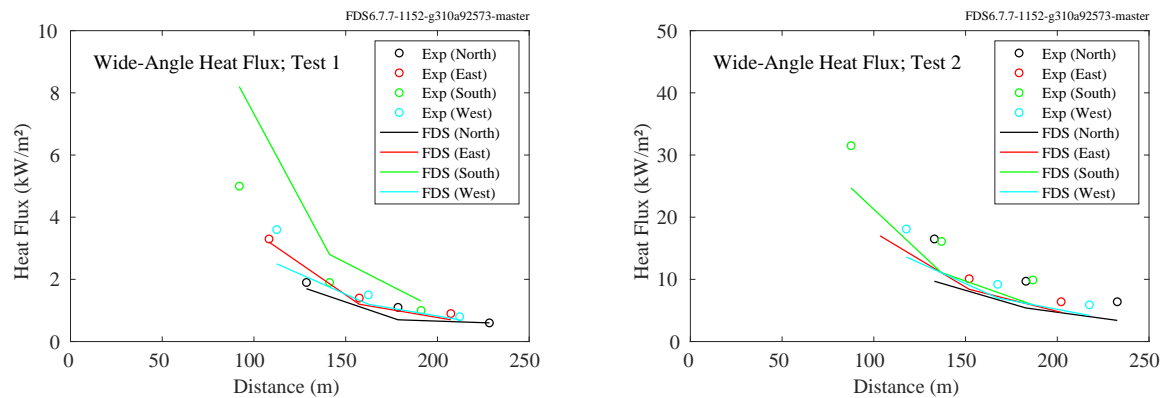 FDS6.7.7-1152-g310a92573-master
Wide-Angle Heat Flux; Test 1
Exp (North)
Exp (East)
Exp (South)
Exp (West)
FDS (North)
FDS (East)
FDS (South)
FDS (West)
10
8
6
4
2
0
Heat Flux (kW/m²)
0
50
100
150
200
250
Distance (m)
FDS6.7.7-1152-g310a92573-master
Wide-Angle Heat Flux; Test 2
Exp (North)
Exp (East)
Exp (South)
Exp (West)
FDS (North)
FDS (East)
FDS (South)
FDS (West)
50
40
30
20
10
0
Heat Flux (kW/m²)
0
50
100
150
200
250
Distance (m)